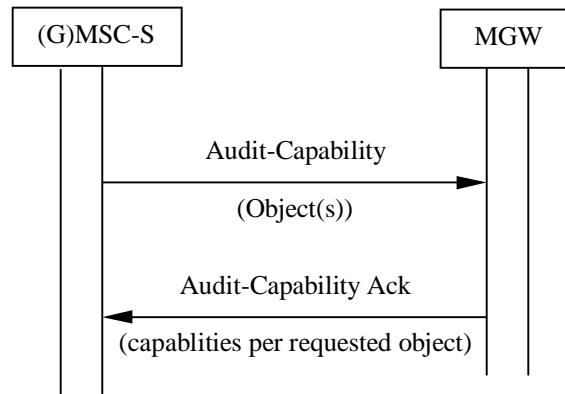 (G)MSC-S
MGW
Audit-Capability
(Object(s))
Audit-Capability Ack
(capablities per requested object)